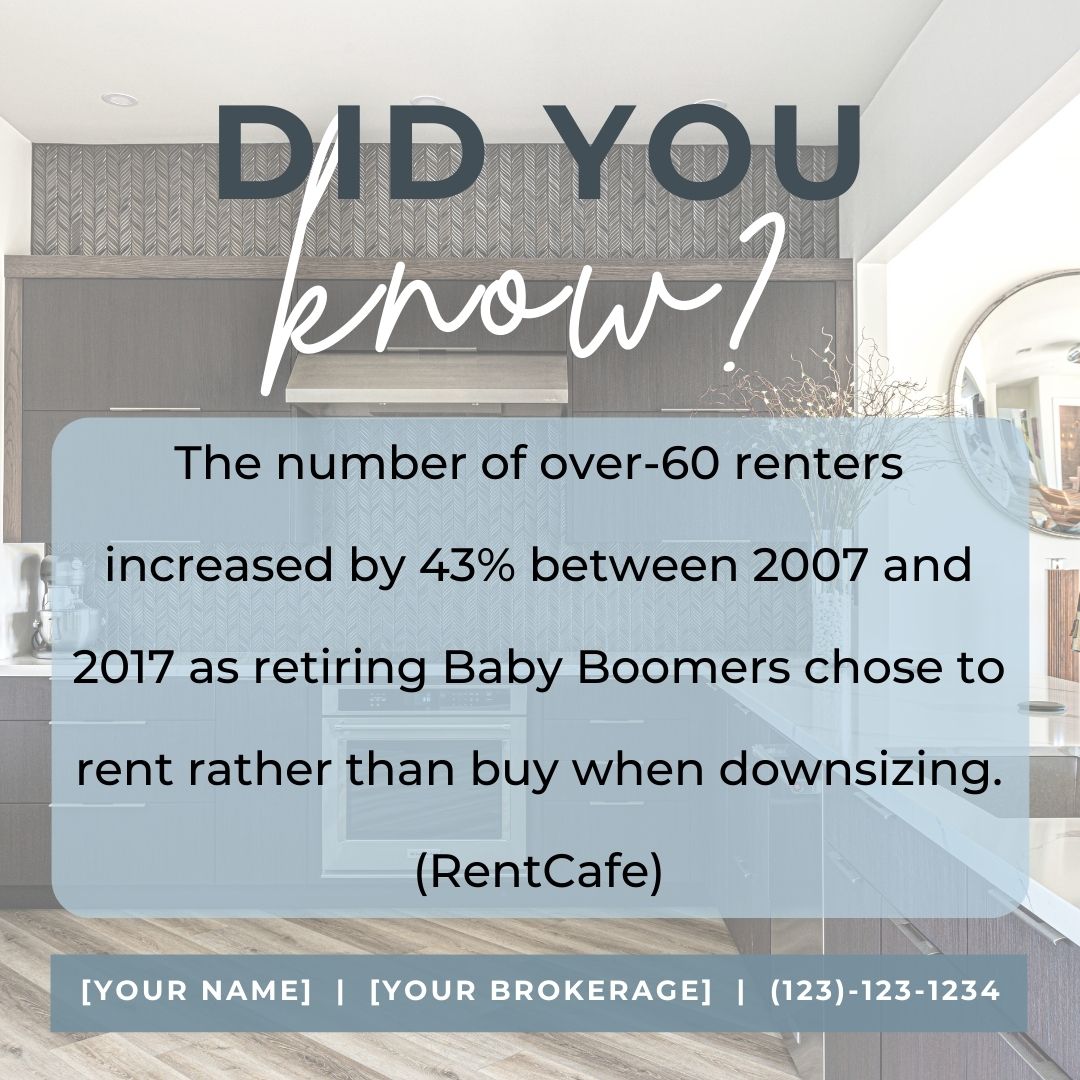 DID YOU
know?
The number of over-60 renters
increased by 43% between 2007 and
2017 as retiring Baby Boomers chose to
rent rather than buy when downsizing.
(RentCafe)
[YOUR NAME] | [YOUR BROKERAGE] | (123)-123-1234